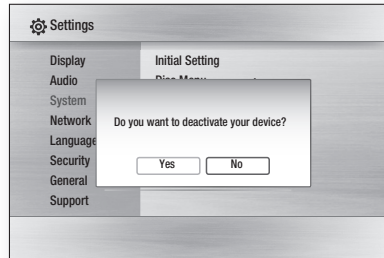 Settings
Display
Initial Setting
Audio
System
Network
Language
Security
General
Support
Do you want to deactivate your device?
Yes
No